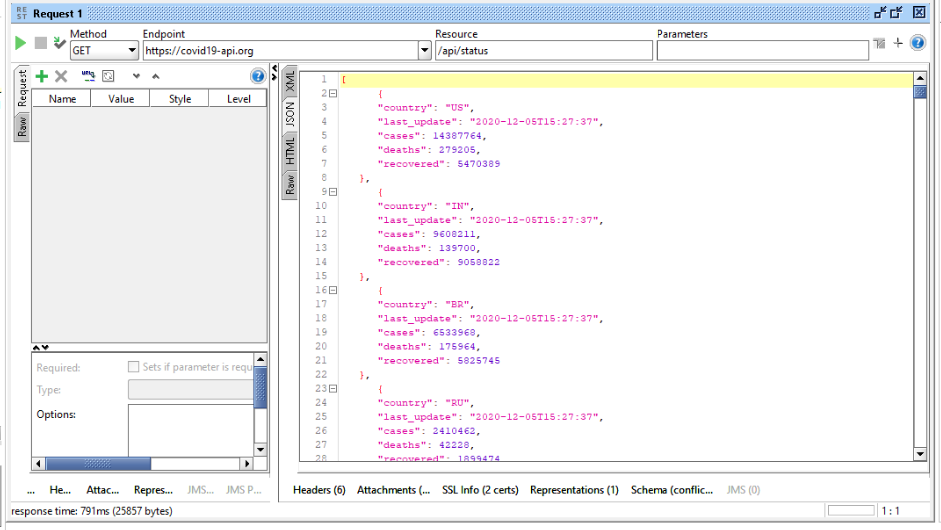 REST Request 1
Method Endpoint Resource Parameters
GET https://covid19-api.org /api/status
Request
Raw
Name Value Style Level
Required: Sets if parameter is requ
Type:
Options:
... He... Attac... Repres... JMS... JMS P...
XML
JSON
HTML
Raw
1 [
2 {
3 "country": "US",
4 "last_update": "2020-12-05T15:27:37",
5 "cases": 14387764,
6 "deaths": 279205,
7 "recovered": 5470389
8 },
9 {
10 "country": "IN",
11 "last_update": "2020-12-05T15:27:37",
12 "cases": 9608211,
13 "deaths": 139700,
14 "recovered": 9058822
15 },
16 {
17 "country": "BR",
18 "last_update": "2020-12-05T15:27:37",
19 "cases": 6533968,
20 "deaths": 175964,
21 "recovered": 5825745
22 },
23 {
24 "country": "RU",
25 "last_update": "2020-12-05T15:27:37",
26 "cases": 2410462,
27 "deaths": 42228,
28 "recovered": 1899474
Headers (6) Attachments (... SSL Info (2 certs) Representations (1) Schema (conflic... JMS (0)
response time: 791ms (25857 bytes)
1 : 1